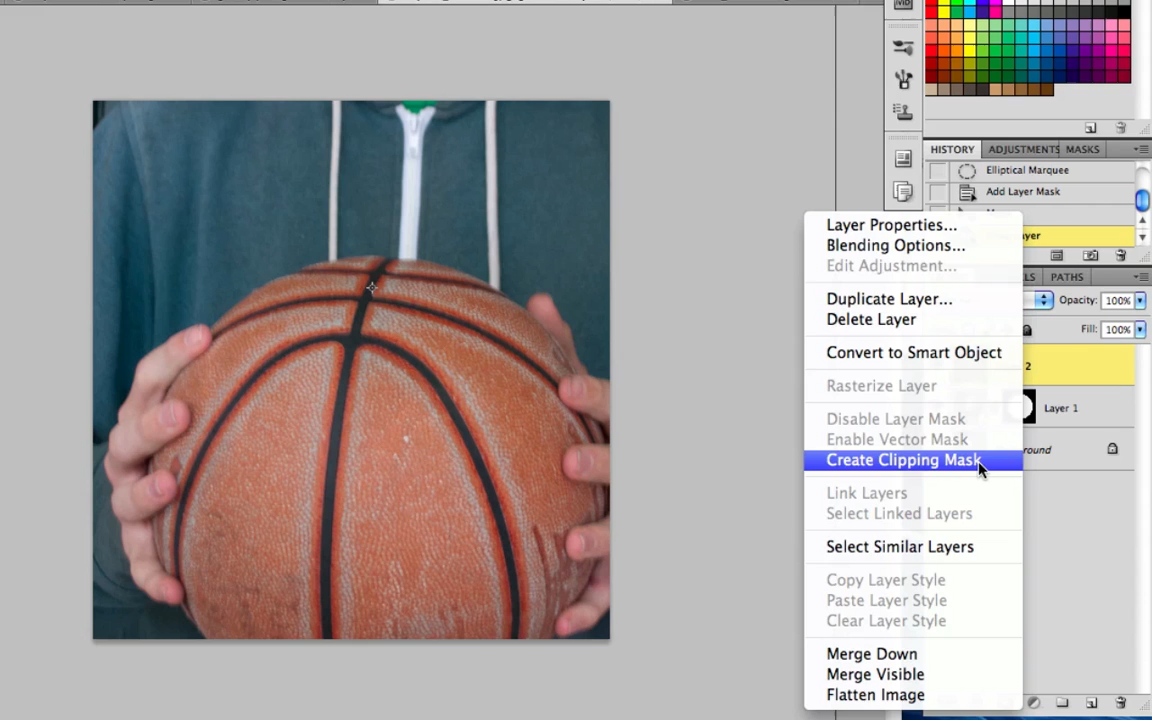 HISTORY ADJUSTMENTS MASKS
Elliptical Marquee
Add Layer Mask
Layer Properties...
Blending Options...
Edit Adjustment...
Duplicate Layer...
Delete Layer
Convert to Smart Object
Rasterize Layer
Disable Layer Mask
Enable Vector Mask
Create Clipping Mask
Link Layers
Select Linked Layers
Select Similar Layers
Copy Layer Style
Paste Layer Style
Clear Layer Style
Merge Down
Merge Visible
Flatten Image
PATHS
Opacity: 100%
Fill: 100%
2
Layer 1